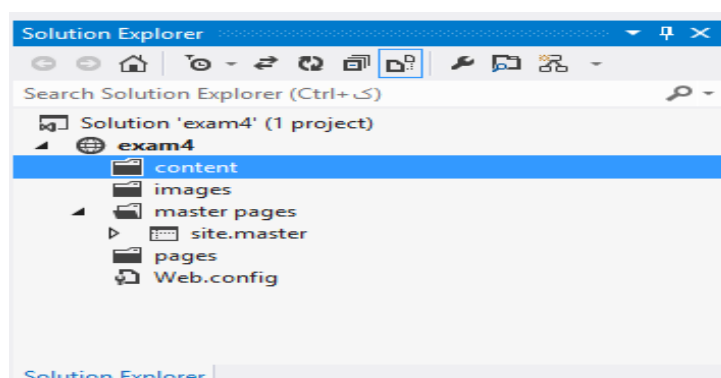 Solution Explorer
Search Solution Explorer (Ctrl+ک)
Solution 'exam4' (1 project)
exam4
content
images
master pages
site.master
pages
Web.config
Solution Explorer